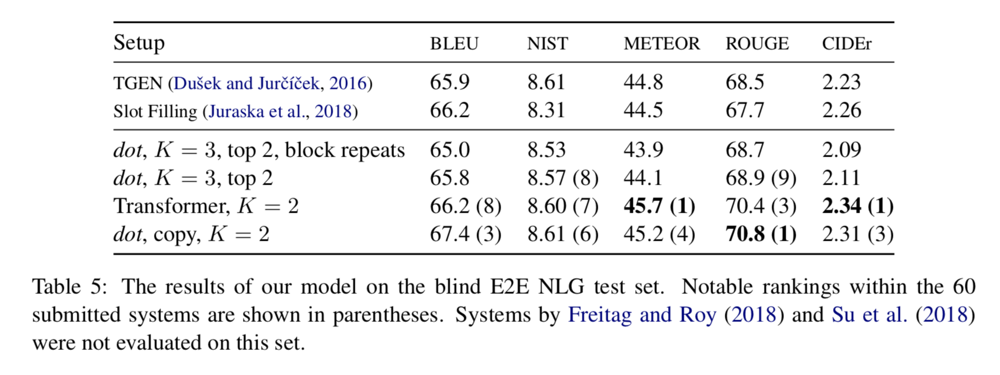 Setup BLEU NIST METEOR ROUGE CIDEr
TGEN (Dušek and Jurčíček, 2016) 65.9 8.61 44.8 68.5 2.23
Slot Filling (Juraska et al., 2018) 66.2 8.31 44.5 67.7 2.26
dot, K = 3, top 2, block repeats 65.0 8.53 43.9 68.7 2.09
dot, K = 3, top 2 65.8 8.57 (8) 44.1 68.9 (9) 2.11
Transformer, K = 2 66.2 (8) 8.60 (7) 45.7 (1) 70.4 (3) 2.34 (1)
dot, copy, K = 2 67.4 (3) 8.61 (6) 45.2 (4) 70.8 (1) 2.31 (3)
Table 5: The results of our model on the blind E2E NLG test set. Notable rankings within the 60
submitted systems are shown in parentheses. Systems by Freitag and Roy (2018) and Su et al. (2018)
were not evaluated on this set.